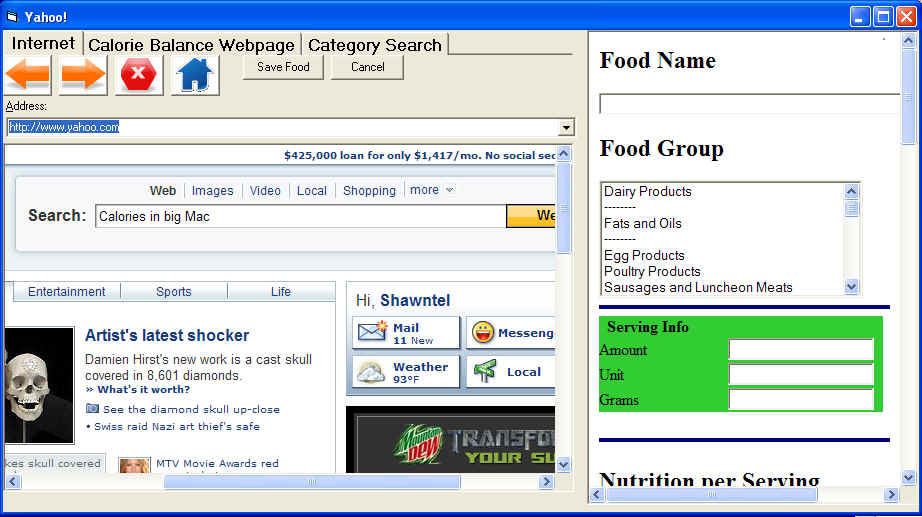 Yahoo!
Internet Calorie Balance Webpage Category Search
Save Food Cancel
Address:
http://www.yahoo.com
$425,000 loan for only $1,417/mo. No social sec
Web Images Video Local Shopping more
Search: Calories in big Mac We
Entertainment Sports Life
Artist's latest shocker
Damien Hirst's new work is a cast skull
covered in 8,601 diamonds.
» What's it worth?
See the diamond skull up-close
• Swiss raid Nazi art thief's safe
kes skull covered
MTV Movie Awards red
Hi, Shawntel
Mail
11 New
Messeng
Weather
93°F
Local
Mountain
Dew
TRANSFO
YOUR SU
Food Name
Food Group
Dairy Products
--------
Fats and Oils
--------
Egg Products
Poultry Products
Sausages and Luncheon Meats
Serving Info
Amount
Unit
Grams
Nutrition per Serving